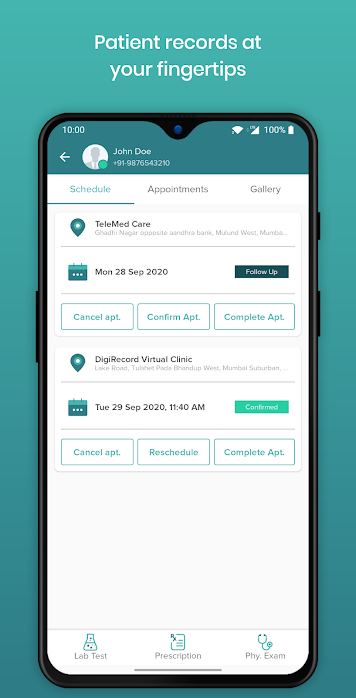 Patient records at
your fingertips
10:00
100%
John Doe
+91-9876543210
Schedule
Appointments
Gallery
TeleMed Care
Ghadhi Nagar opposite aandhra bank, Mulund West, Mumba...
Mon 28 Sep 2020
Follow Up
Cancel apt.
Confirm Apt.
Complete Apt.
DigiRecord Virtual Clinic
Lake Road, Tulshet Pada Bhandup West, Mumbai Suburban, ...
Tue 29 Sep 2020, 11:40 AM
Confirmed
Cancel apt.
Reschedule
Complete Apt.
Lab Test
Prescription
Phy. Exam